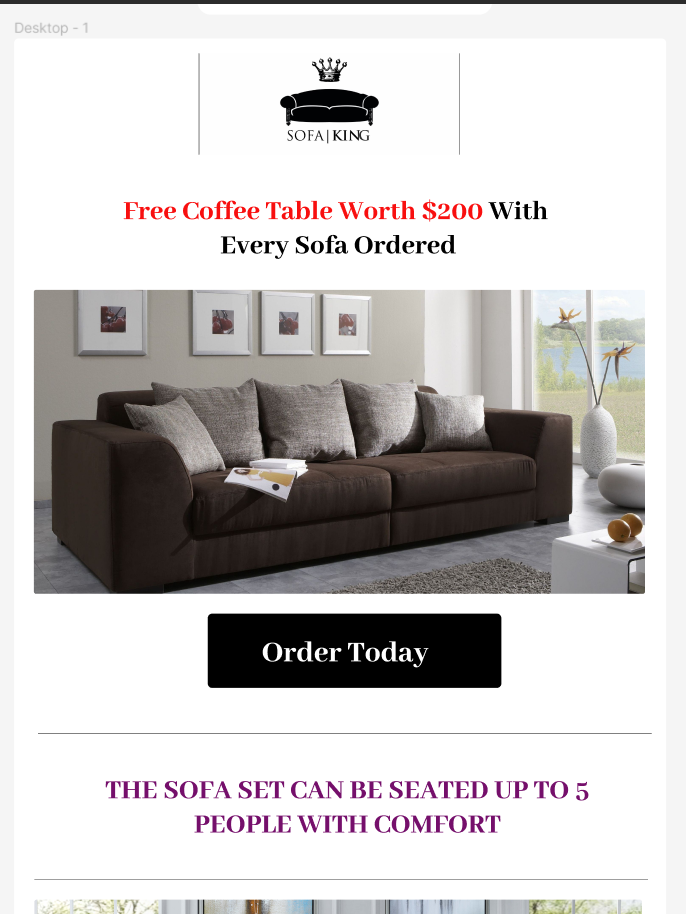 Desktop - 1
SOFA|KING
Free Coffee Table Worth $200 With
Every Sofa Ordered
Order Today
THE SOFA SET CAN BE SEATED UP TO 5
PEOPLE WITH COMFORT